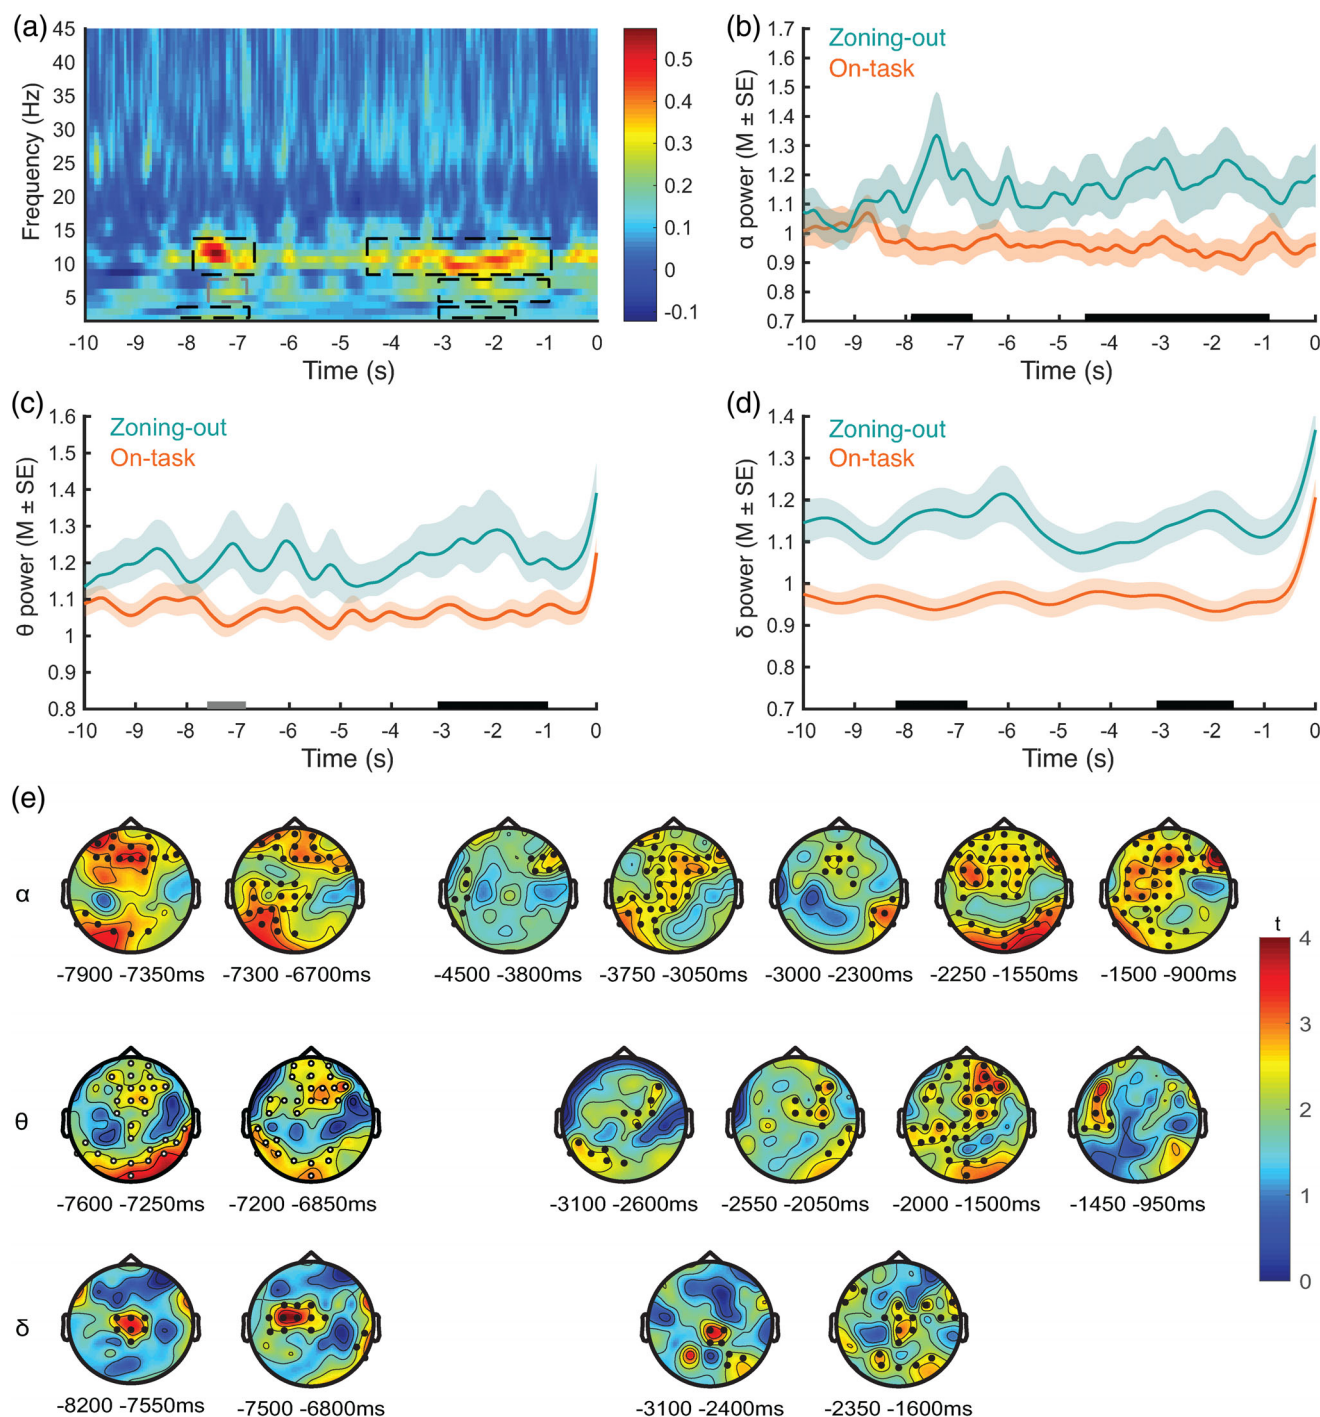 (a)
Frequency (Hz)
45
40
35
30
25
20
15
10
5
-10 -9 -8 -7 -6 -5 -4 -3 -2 -1 0
Time (s)
0.5
0.4
0.3
0.2
0.1
0
-0.1
(b)
Zoning-out
On-task
α power (M ± SE)
1.7
1.6
1.5
1.4
1.3
1.2
1.1
1
0.9
0.8
0.7
-10 -9 -8 -7 -6 -5 -4 -3 -2 -1 0
Time (s)
(c)
Zoning-out
On-task
θ power (M ± SE)
1.6
1.5
1.4
1.3
1.2
1.1
1
0.9
0.8
-10 -9 -8 -7 -6 -5 -4 -3 -2 -1 0
Time (s)
(d)
Zoning-out
On-task
δ power (M ± SE)
1.4
1.3
1.2
1.1
1
0.9
0.8
0.7
-10 -9 -8 -7 -6 -5 -4 -3 -2 -1 0
Time (s)
(e)
α
-7900 -7350ms -7300 -6700ms -4500 -3800ms -3750 -3050ms -3000 -2300ms -2250 -1550ms -1500 -900ms
θ
-7600 -7250ms -7200 -6850ms -3100 -2600ms -2550 -2050ms -2000 -1500ms -1450 -950ms
δ
-8200 -7550ms -7500 -6800ms -3100 -2400ms -2350 -1600ms
t
4
3
2
1
0